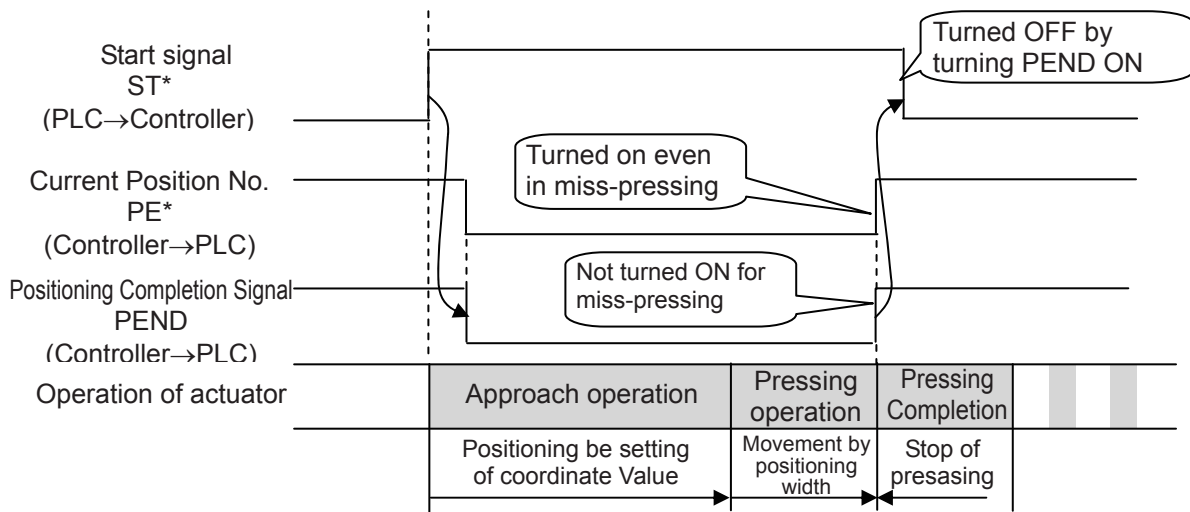 Start signal
ST*
(PLC→Controller)
Turned OFF by
turning PEND ON
Current Position No.
PE*
(Controller→PLC)
Turned on even
in miss-pressing
Positioning Completion Signal
PEND
(Controller→PLC)
Not turned ON for
miss-pressing
Operation of actuator
Approach operation
Pressing
operation
Pressing
Completion
Positioning be setting
of coordinate Value
Movement by
positioning
width
Stop of
presasing